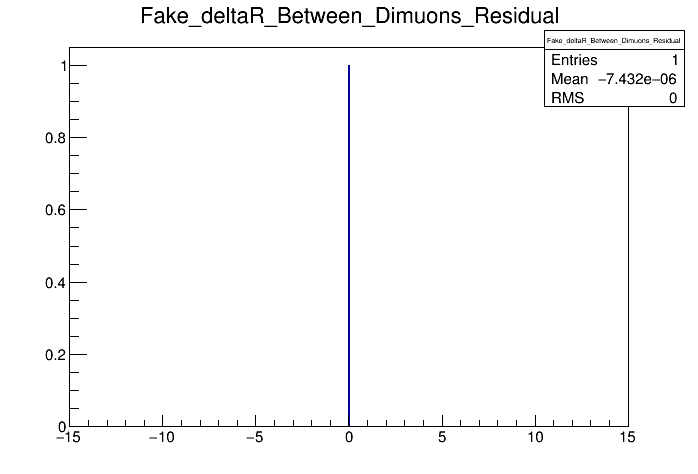 Fake_deltaR_Between_Dimuons_Residual
Fake_deltaR_Between_Dimuons_Residual
Entries 1
Mean −7.432e−06
RMS 0
1
0.8
0.6
0.4
0.2
0
−15 −10 −5 0 5 10 15